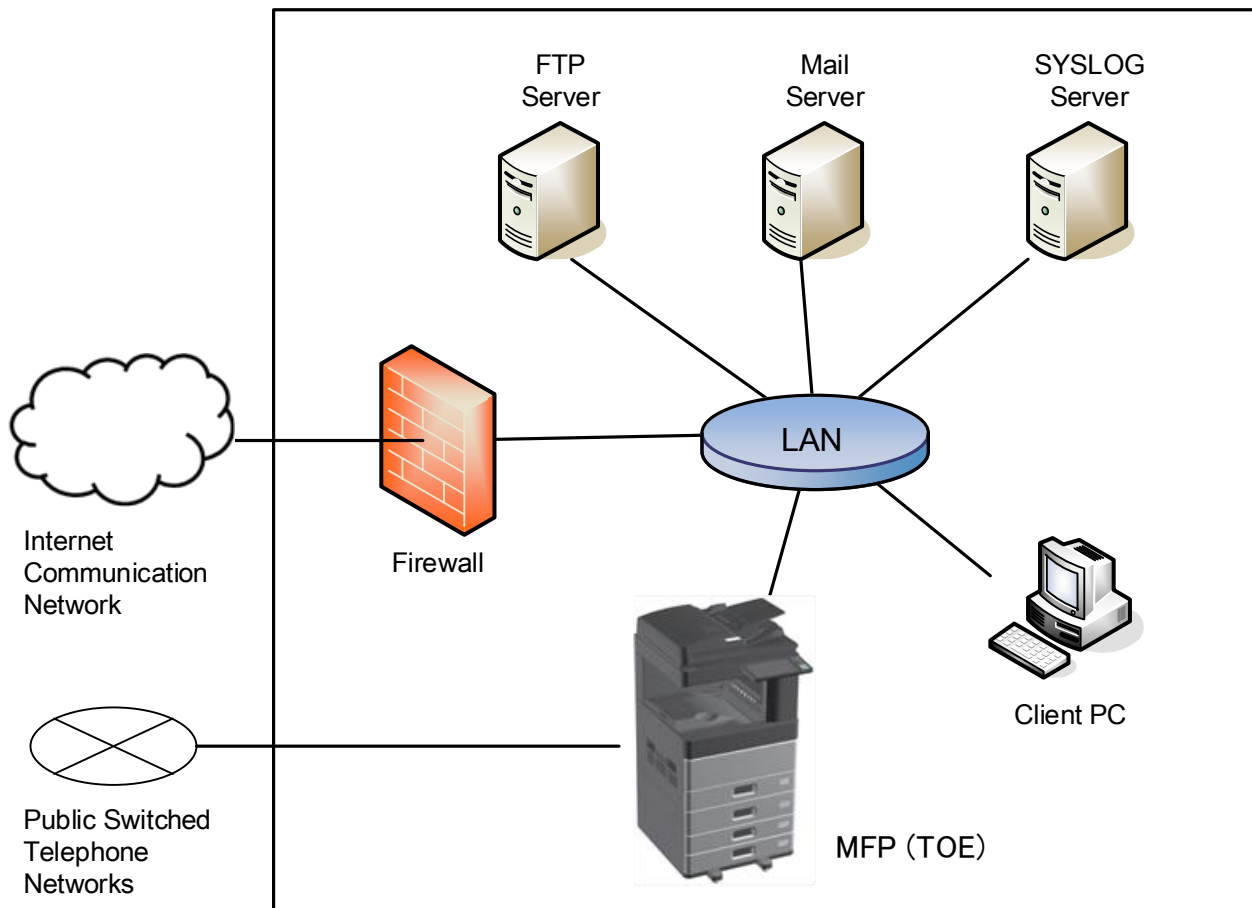 FTP
Server
Mail
Server
SYSLOG
Server
LAN
Internet
Communication
Network
Firewall
Client PC
Public Switched
Telephone
Networks
MFP (TOE)